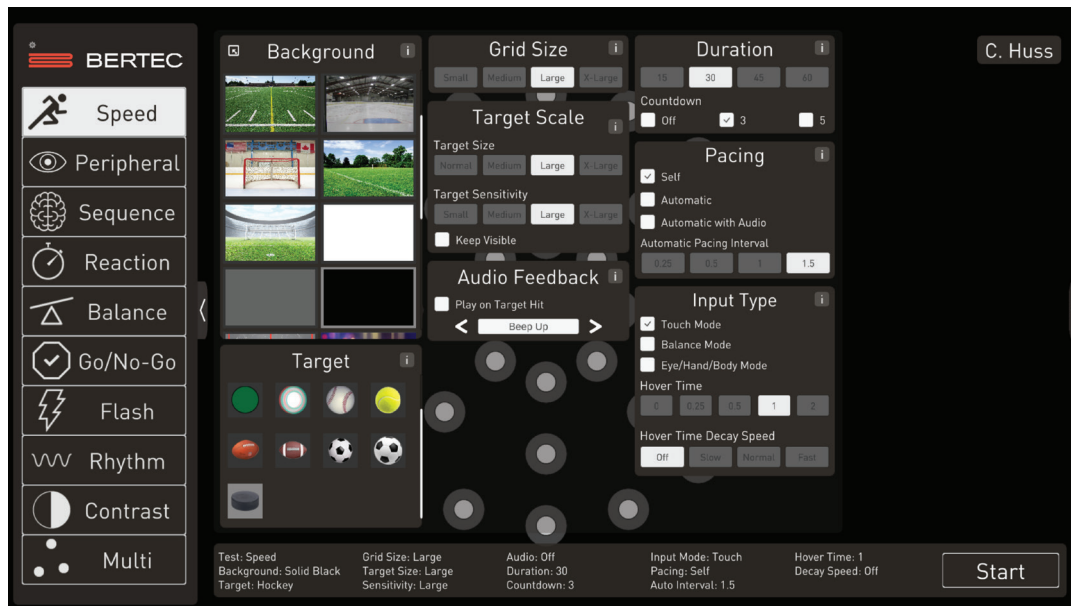 BERTEC
Speed
Peripheral
Sequence
Reaction
Balance
Go/No-Go
Flash
Rhythm
Contrast
Multi
Background i
Target i
Grid Size i
Small Medium Large X-Large
Target Scale i
Target Size
Normal Medium Large X-Large
Target Sensitivity
Small Medium Large X-Large
Keep Visible
Audio Feedback i
Play on Target Hit
< Beep Up >
Duration i
15 30 45 60
Countdown
Off 3 5
Pacing i
Self
Automatic
Automatic with Audio
Automatic Pacing Interval
0.25 0.5 1 1.5
Input Type i
Touch Mode
Balance Mode
Eye/Hand/Body Mode
Hover Time
0 0.25 0.5 1 2
Hover Time Decay Speed
Off Slow Normal Fast
C. Huss
Test: Speed
Background: Solid Black
Target: Hockey
Grid Size: Large
Target Size: Large
Sensitivity: Large
Audio: Off
Duration: 30
Countdown: 3
Input Mode: Touch
Pacing: Self
Auto Interval: 1.5
Hover Time: 1
Decay Speed: Off
Start